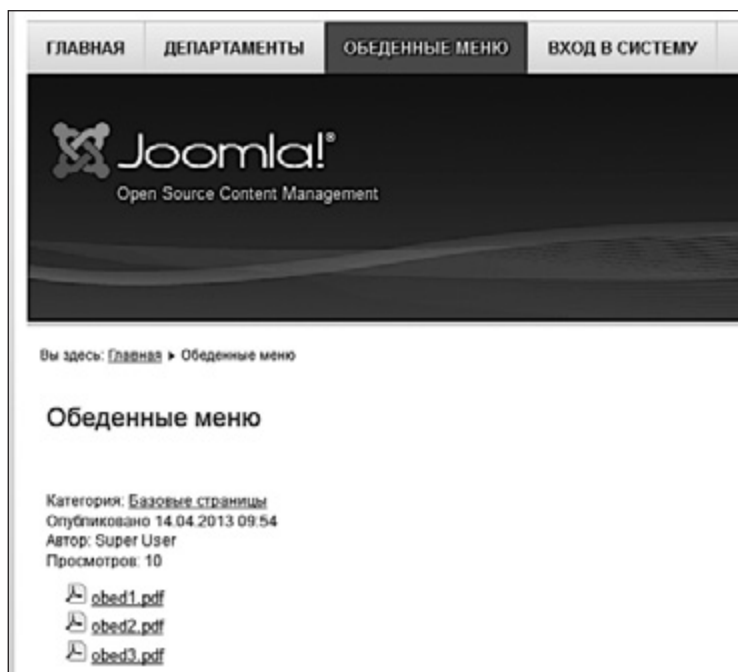 ГЛАВНАЯ ДЕПАРТАМЕНТЫ ОБЕДЕННЫЕ МЕНЮ ВХОД В СИСТЕМУ
Joomla!®
Open Source Content Management
Вы здесь: Главная ▸ Обеденные меню
Обеденные меню
Категория: Базовые страницы
Опубликовано 14.04.2013 09:54
Автор: Super User
Просмотров: 10
obed1.pdf
obed2.pdf
obed3.pdf